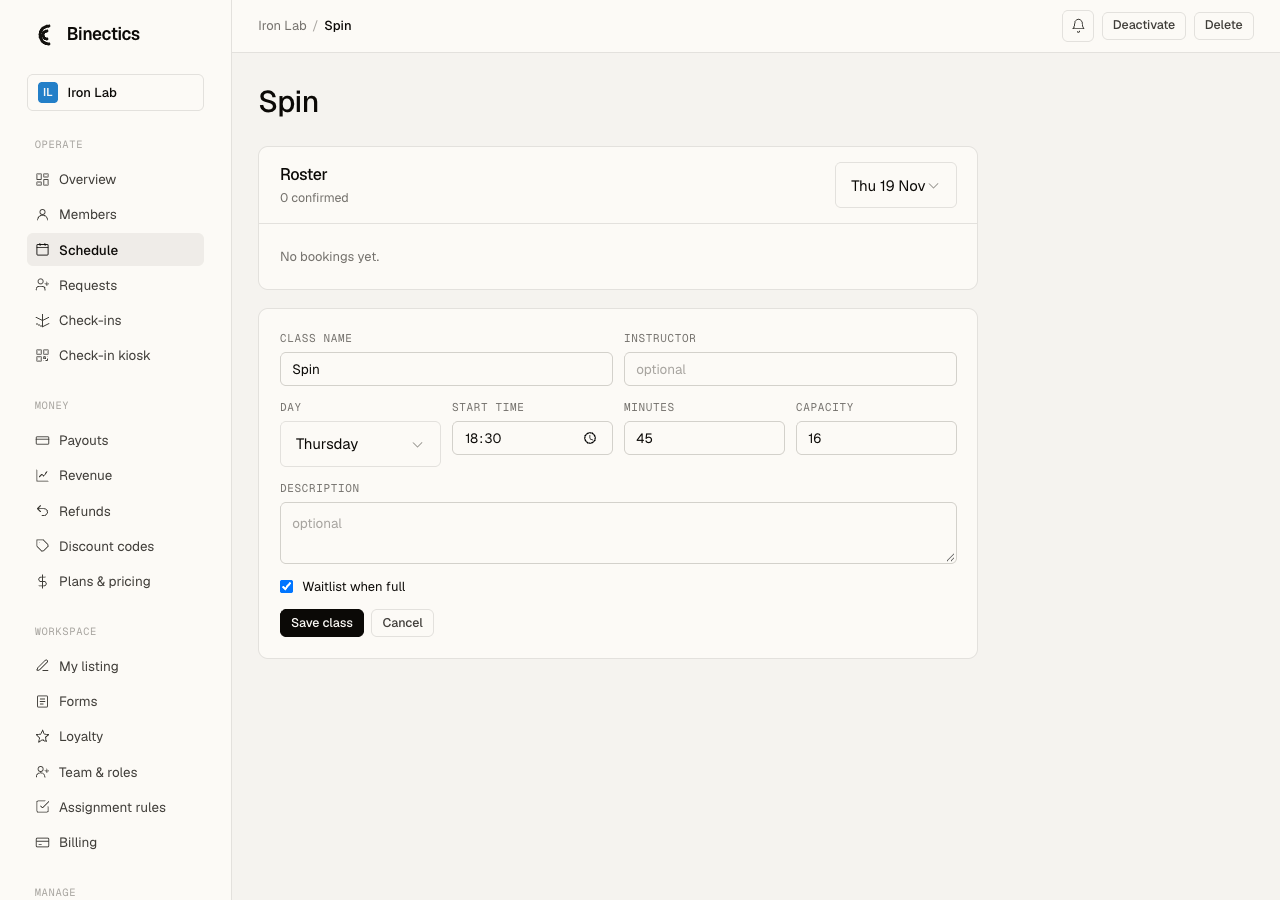 Binectics
IL Iron Lab
OPERATE
Overview
Members
Schedule
Requests
Check-ins
Check-in kiosk
MONEY
Payouts
Revenue
Refunds
Discount codes
Plans & pricing
WORKSPACE
My listing
Forms
Loyalty
Team & roles
Assignment rules
Billing
MANAGE
Iron Lab / Spin
Deactivate
Delete
Spin
Roster
0 confirmed
Thu 19 Nov
No bookings yet.
CLASS NAME
Spin
INSTRUCTOR
optional
DAY
Thursday
START TIME
18:30
MINUTES
45
CAPACITY
16
DESCRIPTION
optional
Waitlist when full
Save class
Cancel